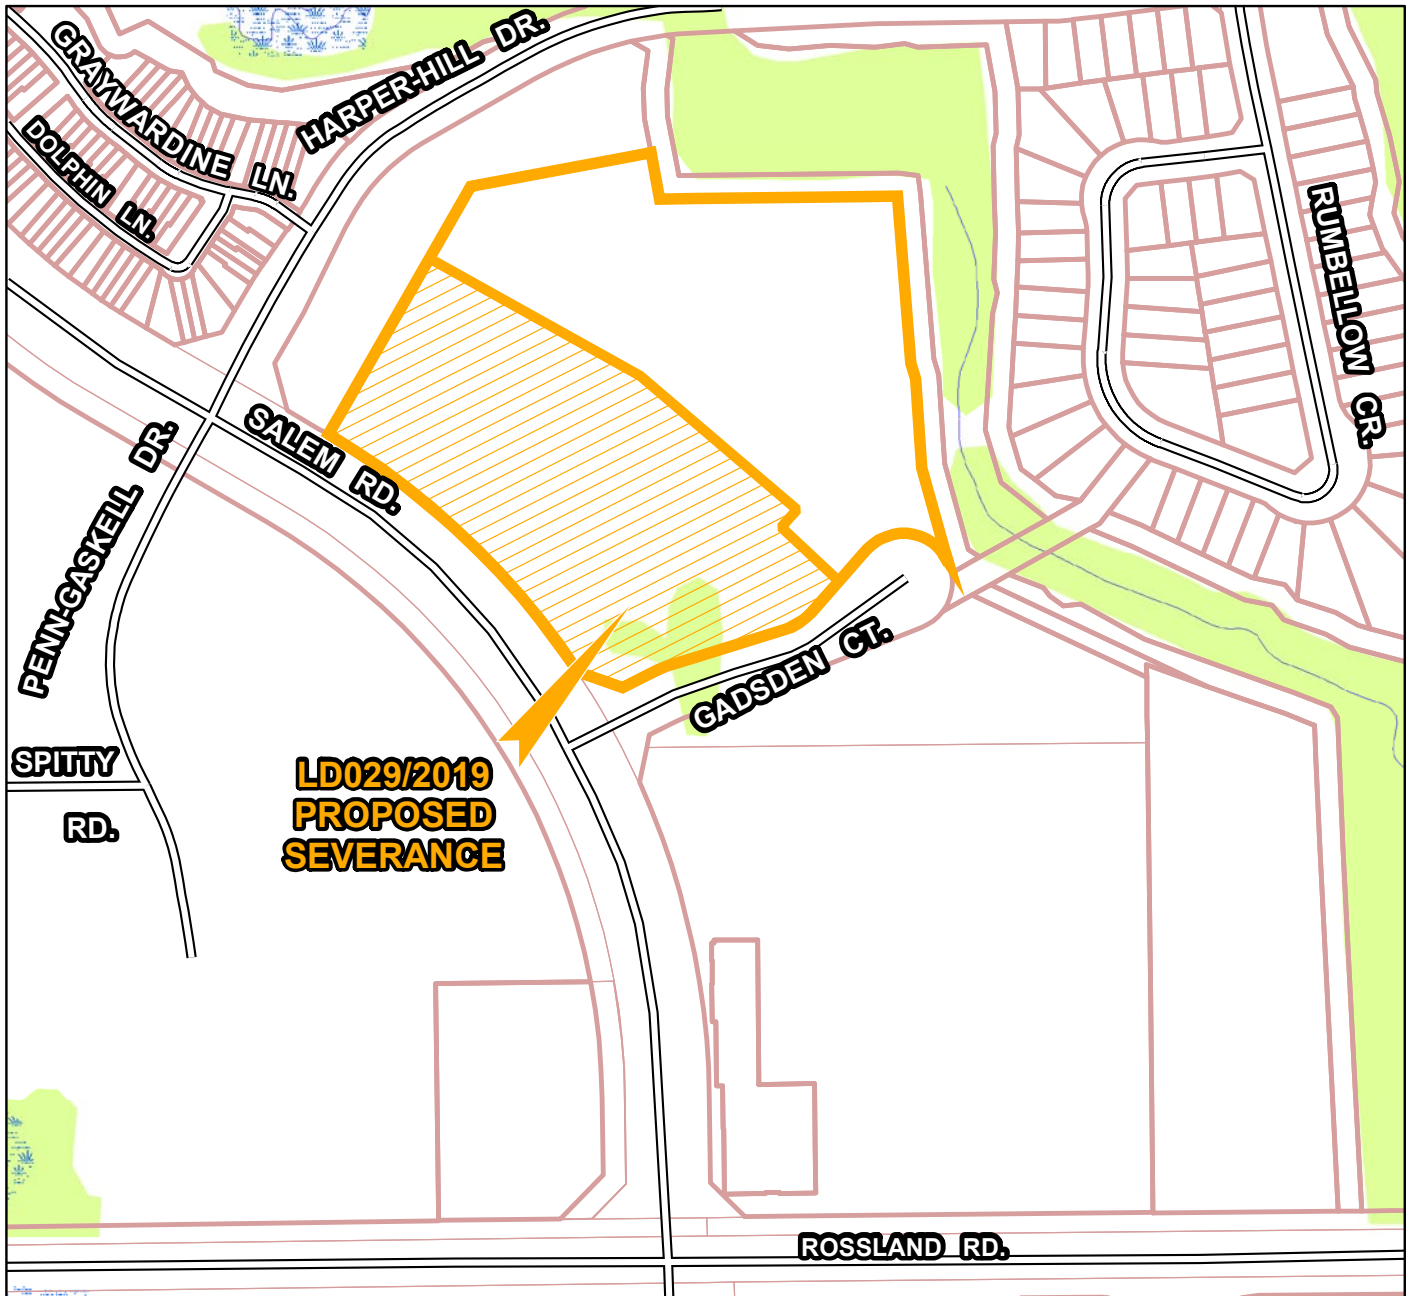 GRAYWARDINE LN.
HARPER-HILL DR.
DOLPHIN LN.
RUMBELLOW CR.
SALEM RD.
PENN-GASKELL DR.
GADSDEN CT.
SPITTY
RD.
LD029/2019
PROPOSED
SEVERANCE
ROSSLAND RD.